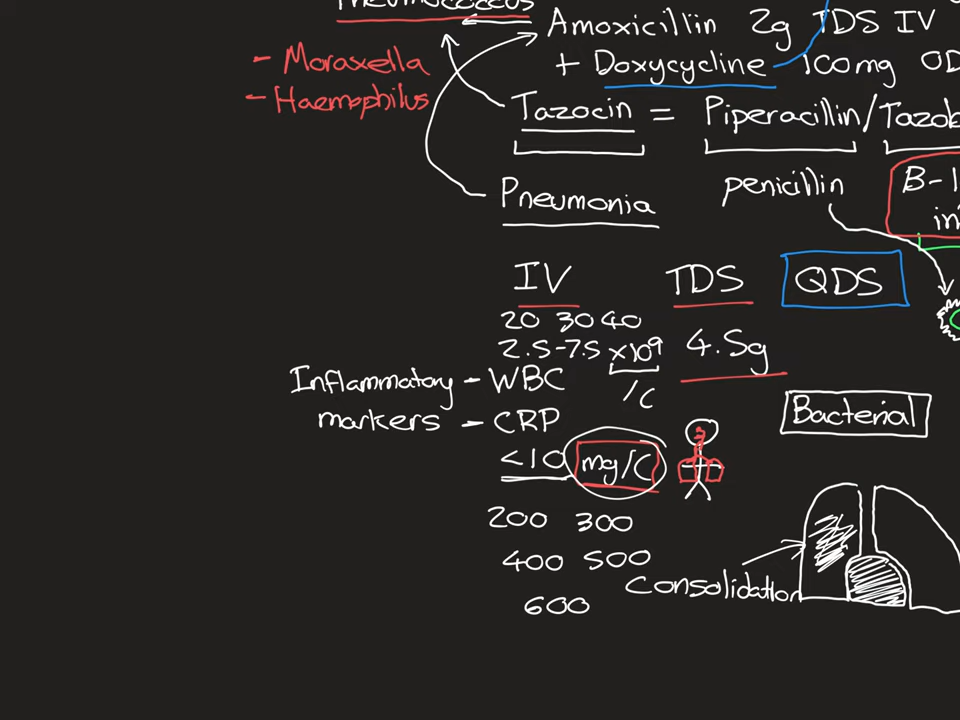 Amoxicillin 2g TDS IV
- Moraxella
+ Doxycycline 100mg OD
- Haemophilus
Tazocin = Piperacillin/Tazob
Pneumonia
penicillin
B-l
in
IV TDS QDS
20 30 40
2.5-7.5 x10⁹ 4.5g
/L
Inflammatory - WBC
markers - CRP
Bacterial
<10 mg/L
200 300
400 500
Consolidation
600